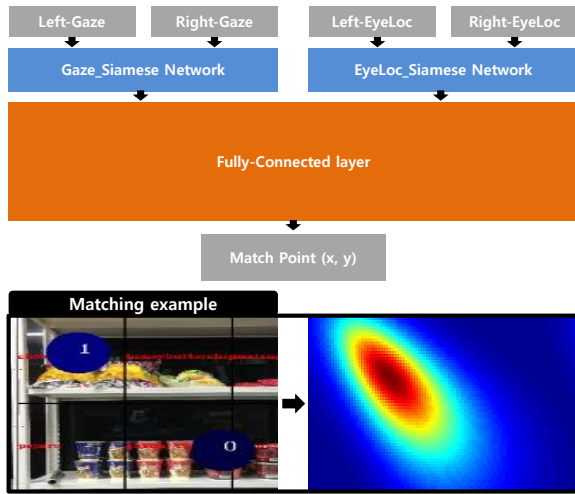 Left-Gaze Right-Gaze Left-EyeLoc Right-EyeLoc
Gaze_Siamese Network EyeLoc_Siamese Network
Fully-Connected layer
Match Point (x, y)
Matching example
1
0